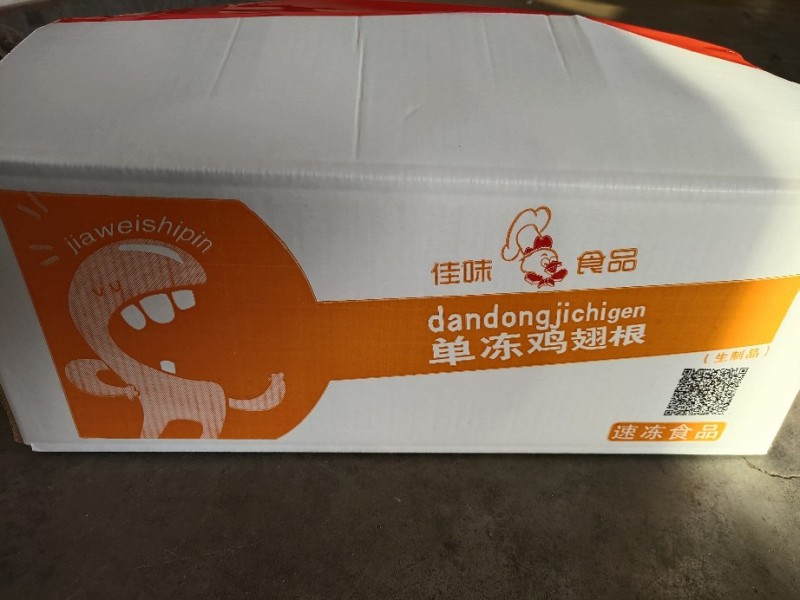 jiaweishipin
佳味 食品
dandongjichigen
单冻鸡翅根
(生制品)
速冻食品